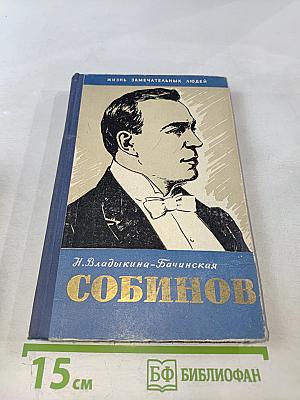 ЖИЗНЬ ЗАМЕЧАТЕЛЬНЫХ ЛЮДЕЙ
Н. Владыкина-Бачинская
СОБИНОВ
15 см
БФ БИБЛИОФАН